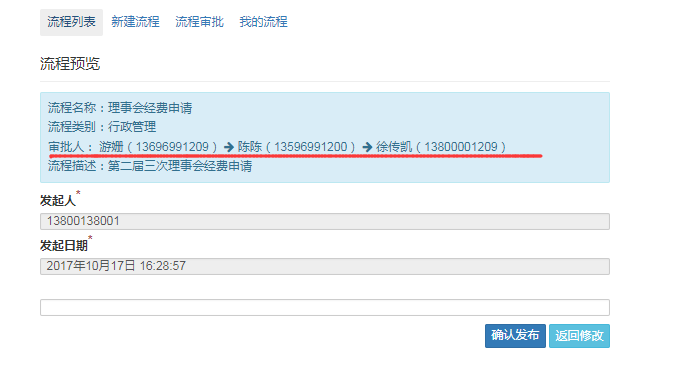 流程列表 新建流程 流程审批 我的流程
流程预览
流程名称：理事会经费申请
流程类别：行政管理
审批人： 游姗（13696991209）➔ 陈陈（13596991200）➔ 徐传凯（13800001209）
流程描述：第二届三次理事会经费申请
发起人*
13800138001
发起日期*
2017年10月17日 16:28:57
确认发布 返回修改